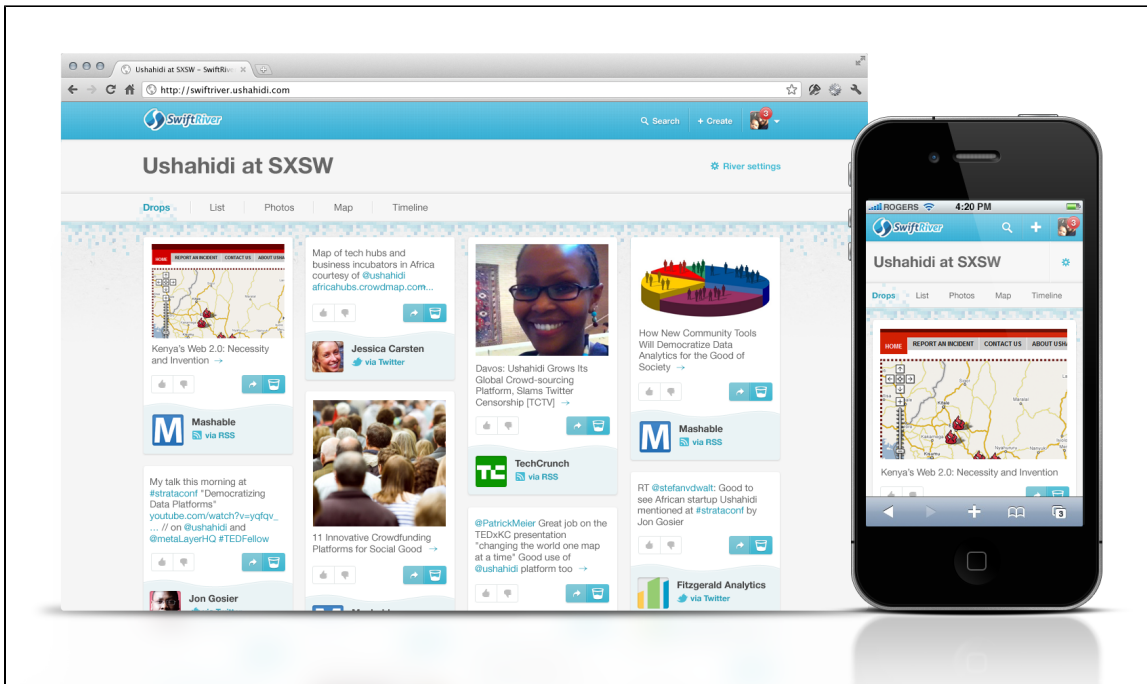 Ushahidi at SXSW – SwiftRiv
http://swiftriver.ushahidi.com
SwiftRiver
Search
+ Create
3
Ushahidi at SXSW
River settings
Drops
List
Photos
Map
Timeline
HOME REPORT AN INCIDENT CONTACT US ABOUT USHA
Kenya's Web 2.0: Necessity
and Invention →
Mashable
via RSS
My talk this morning at
#strataconf "Democratizing
Data Platforms"
youtube.com/watch?v=yqfqv_
... // on @ushahidi and
@metaLayerHQ #TEDFellow
Jon Gosier
via Twitter
Map of tech hubs and
business incubators in Africa
courtesy of @ushahidi
africahubs.crowdmap.com...
Jessica Carsten
via Twitter
11 Innovative Crowdfunding
Platforms for Social Good →
Mashable
Davos: Ushahidi Grows Its
Global Crowd-sourcing
Platform, Slams Twitter
Censorship [TCTV] →
TechCrunch
via RSS
@PatrickMeier Great job on the
TEDxKC presentation
"changing the world one map
at a time" Good use of
@ushahidi platform too →
How New Community Tools
Will Democratize Data
Analytics for the Good of
Society →
M
Mashable
via RSS
RT @stefanvdwalt: Good to
see African startup Ushahidi
mentioned at #strataconf by
Jon Gosier
Fitzgerald Analytics
via Twitter
ROGERS
4:20 PM
SwiftRiver
3
Ushahidi at SXSW
Drops
List
Photos
Map
Timeline
HOME REPORT AN INCIDENT CONTACT US ABOUT USH
Kenya's Web 2.0: Necessity and Invention
3